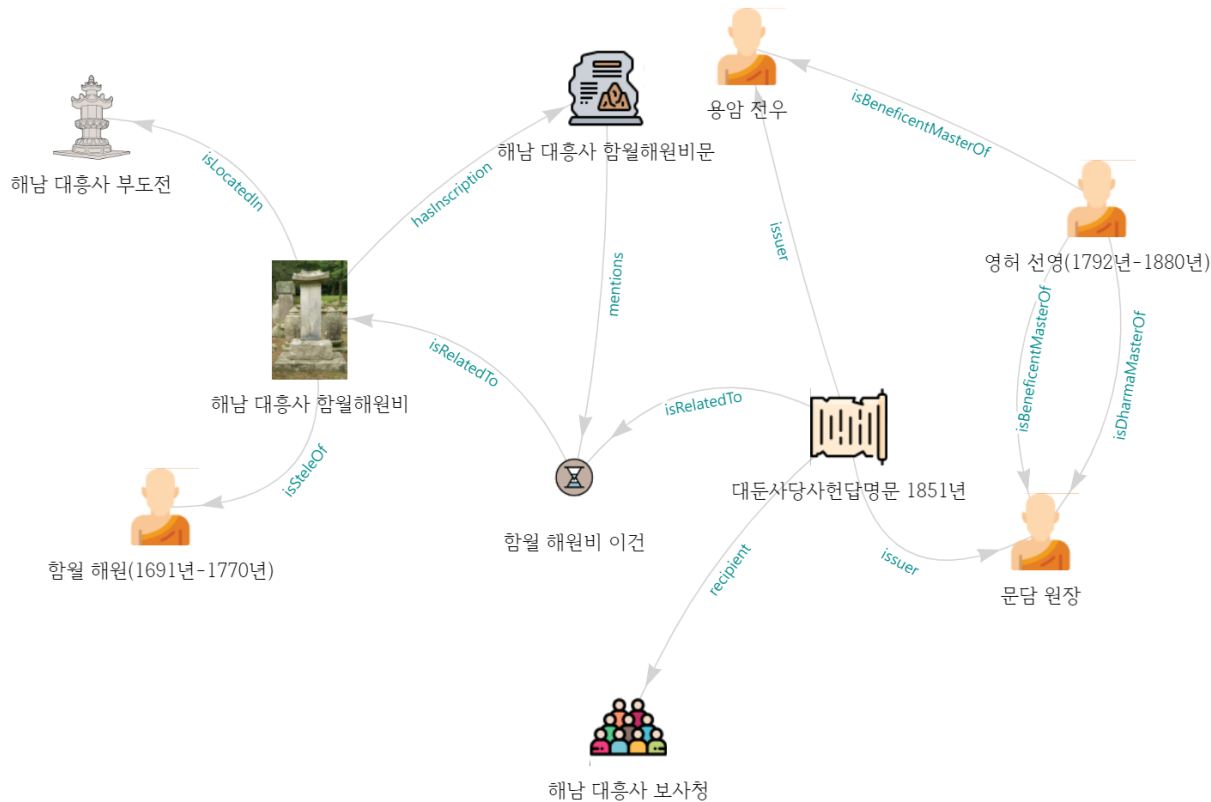 용암 전우
isBeneficentMasterOf
해남 대흥사 함월해원비문
해남 대흥사 부도전
isLocatedIn
hasInscription
issuer
영허 선영(1792년-1880년)
mentions
isBeneficentMasterOf
isDharmaMasterOf
isRelatedTo
해남 대흥사 함월해원비
isRelatedTo
isSteleOf
대둔사당사헌답명문 1851년
함월 해원비 이건
함월 해원(1691년-1770년)
recipient
issuer
문담 원장
해남 대흥사 보사청